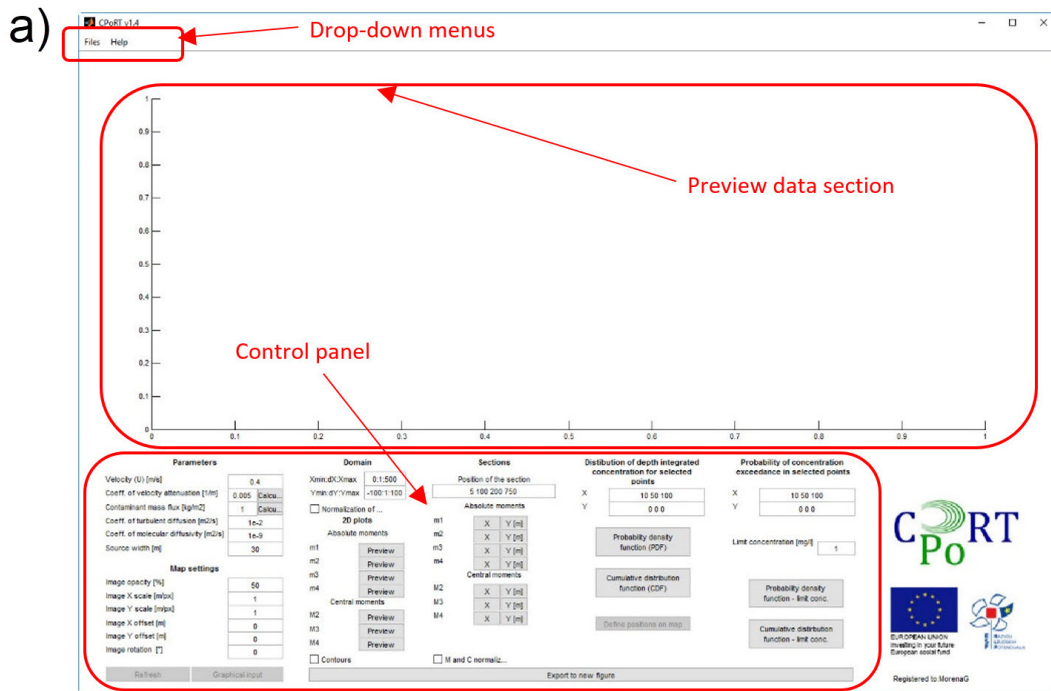 a)
CPoRT v1.4
Drop-down menus
Files Help
1
0.9
0.8
0.7
Preview data section
0.6
0.5
0.4
0.3
Control panel
0.2
0.1
0
0 0.1 0.2 0.3 0.4 0.5 0.6 0.7 0.8 0.9 1
Parameters
Velocity (U) [m/s] 0.4
Coeff. of velocity attenuation [1/m] 0.005 Calcu...
Contaminant mass flux [kg/m2] 1 Calcu...
Coeff. of turbulent diffusion [m2/s] 1e-2
Coeff. of molecular diffusivity [m2/s] 1e-9
Source width [m] 30
Map settings
Image opacity [%] 50
Image X scale [m/px] 1
Image Y scale [m/px] 1
Image X offset [m] 0
Image Y offset [m] 0
Image rotation [°] 0
Refresh Graphical input
Domain
Xmin:dX:Xmax 0:1:500
Ymin:dY:Ymax -100:1:100
Normalization of ...
2D plots
Absolute moments
m1 Preview
m2 Preview
m3 Preview
m4 Preview
Central moments
M2 Preview
M3 Preview
M4 Preview
Contours
Sections
Position of the section
5 100 200 750
Absolute moments
m1 X Y [m]
m2 X Y [m]
m3 X Y [m]
m4 X Y [m]
Central moments
M2 X Y [m]
M3 X Y [m]
M4 X Y [m]
M and C normaliz...
Export to new figure
Distibution of depth integrated
concentration for selected
points
X 10 50 100
Y 0 0 0
Probability density
function (PDF)
Cumulative distribution
function (CDF)
Define positions on map
Probability of concentration
exceedance in selected points
X 10 50 100
Y 0 0 0
Limit concentration [mg/l] 1
Probability density
function - limit conc.
Cumulative distribution
function - limit conc.
CPoRT
Po
EUROPEAN UNION
Investing in your future
European social fund
RAZVOJ
LJUDSKIH
POTENCIJALA
Registered to:MorenaG